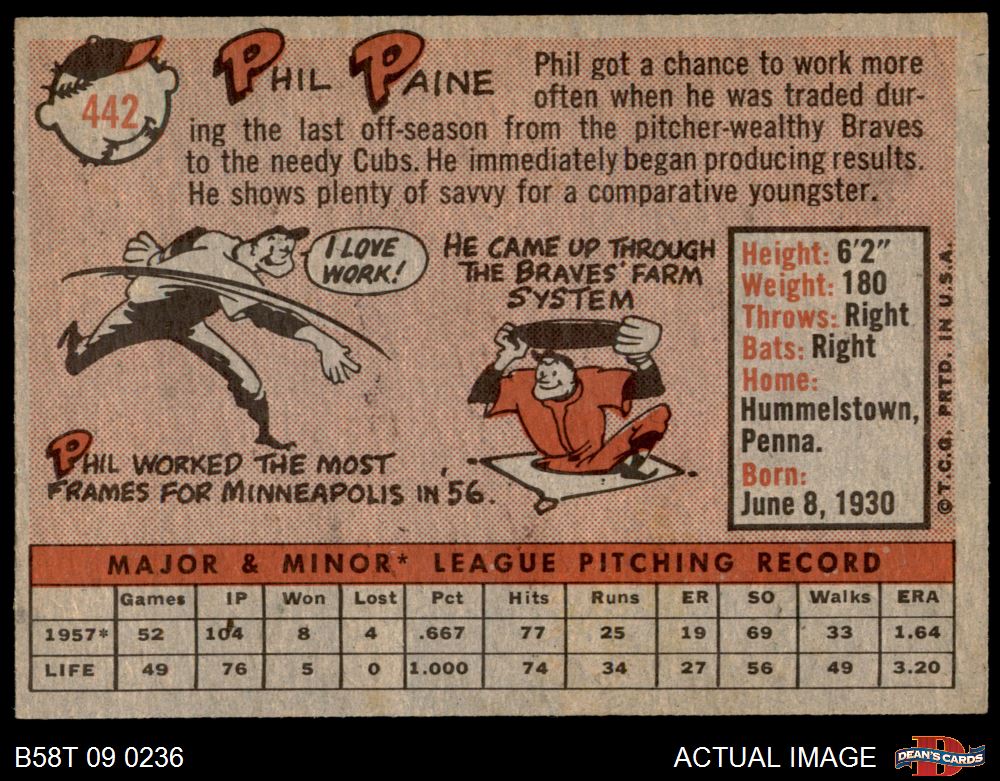 442
PHIL PAINE
Phil got a chance to work more
often when he was traded dur-
ing the last off-season from the pitcher-wealthy Braves
to the needy Cubs. He immediately began producing results.
He shows plenty of savvy for a comparative youngster.
I LOVE
WORK!
HE CAME UP THROUGH
THE BRAVES' FARM
SYSTEM
PHIL WORKED THE MOST
FRAMES FOR MINNEAPOLIS IN '56.
Height: 6'2"
Weight: 180
Throws: Right
Bats: Right
Home:
Hummelstown,
Penna.
Born:
June 8, 1930
© T.C.G. PRTD. IN U.S.A.
MAJOR & MINOR* LEAGUE PITCHING RECORD
Games IP Won Lost Pct Hits Runs ER SO Walks ERA
1957* 52 104 8 4 .667 77 25 19 69 33 1.64
LIFE 49 76 5 0 1.000 74 34 27 56 49 3.20
B58T 09 0236
ACTUAL IMAGE
D
DEAN'S CARDS